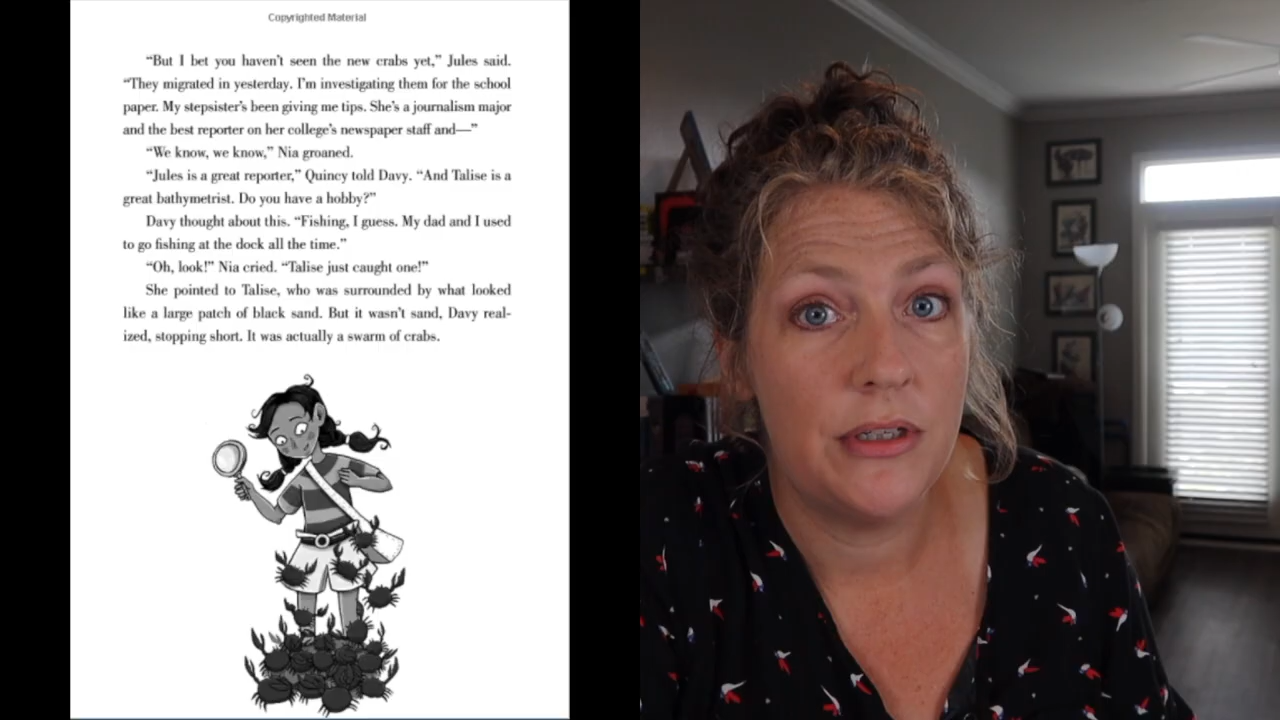 Copyrighted Material
“But I bet you haven’t seen the new crabs yet,” Jules said.
“They migrated in yesterday. I’m investigating them for the school
paper. My stepsister’s been giving me tips. She’s a journalism major
and the best reporter on her college’s newspaper staff and—”
“We know, we know,” Nia groaned.
“Jules is a great reporter,” Quincy told Davy. “And Talise is a
great bathymetrist. Do you have a hobby?”
Davy thought about this. “Fishing, I guess. My dad and I used
to go fishing at the dock all the time.”
“Oh, look!” Nia cried. “Talise just caught one!”
She pointed to Talise, who was surrounded by what looked
like a large patch of black sand. But it wasn’t sand, Davy real-
ized, stopping short. It was actually a swarm of crabs.